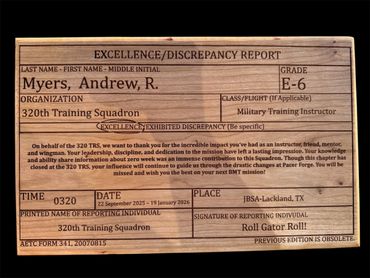 EXCELLENCE/DISCREPANCY REPORT
LAST NAME - FIRST NAME - MIDDLE INITIAL
GRADE
Myers, Andrew, R.
E-6
ORGANIZATION
CLASS/FLIGHT (If Applicable)
320th Training Squadron
Military Training Instructor
EXCELLENCE/EXHIBITED DISCREPANCY (Be specific)
On behalf of the 320 TRS, we want to thank you for the incredible impact you've had as an instructor, friend, mentor,
and wingman. Your leadership, discipline, and dedication to the mission have left a lasting impression. Your knowledge
and ability share information about zero week was an immense contribution to this Squadron. Though this chapter has
closed at the 320 TRS, your influence will continue to guide us through the drastic changes at Pacer Forge. You will be
missed and wish you the best on your next BMT mission!
TIME
0320
DATE
22 September 2025 - 19 January 2026
PLACE
JBSA-Lackland, TX
PRINTED NAME OF REPORTING INDIVIDUAL
SIGNATURE OF REPORTING INDIVIDUAL
320th Training Squadron
Roll Gator Roll!
AETC FORM 341, 20070815
PREVIOUS EDITION IS OBSOLETE.